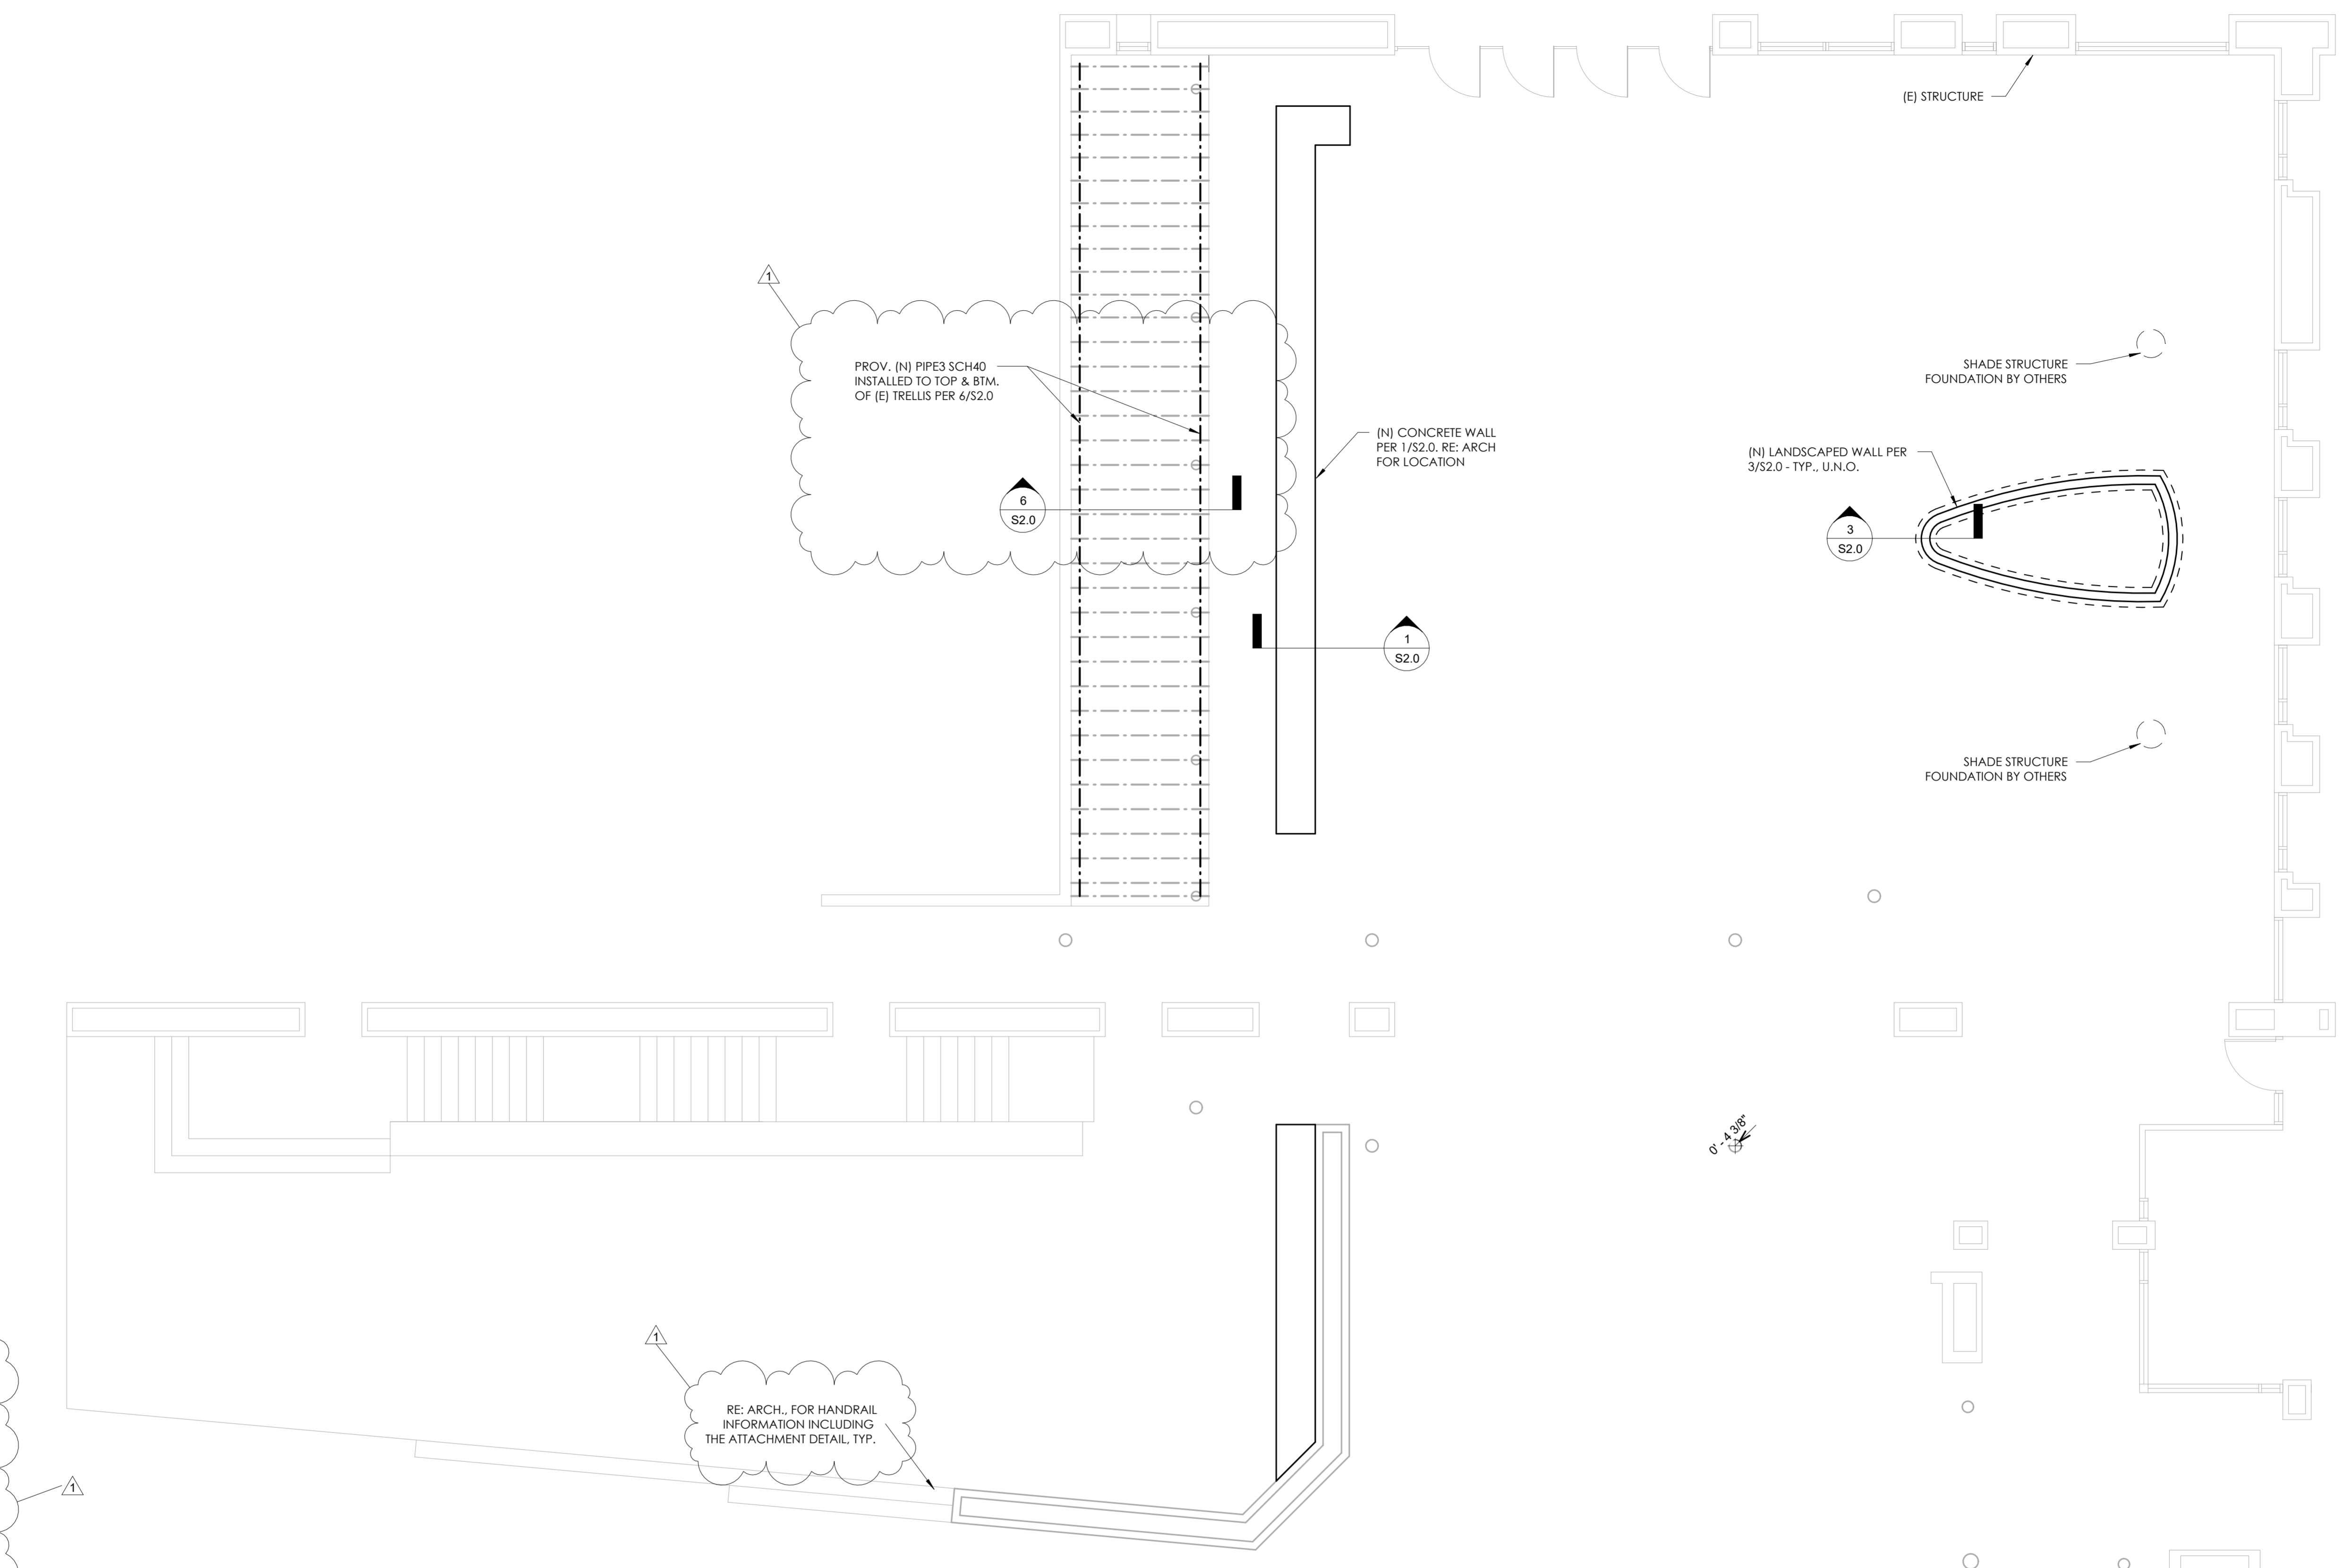 (E) STRUCTURE
1
PROV. (N) PIPE3 SCH40
INSTALLED TO TOP & BTM.
OF (E) TRELLIS PER 6/S2.0
SHADE STRUCTURE
FOUNDATION BY OTHERS
(N) CONCRETE WALL
PER 1/S2.0. RE: ARCH
FOR LOCATION
(N) LANDSCAPED WALL PER
3/S2.0 - TYP., U.N.O.
6
S2.0
3
S2.0
1
S2.0
SHADE STRUCTURE
FOUNDATION BY OTHERS
0' - 4 3/8"
1
RE: ARCH., FOR HANDRAIL
INFORMATION INCLUDING
THE ATTACHMENT DETAIL, TYP.
1